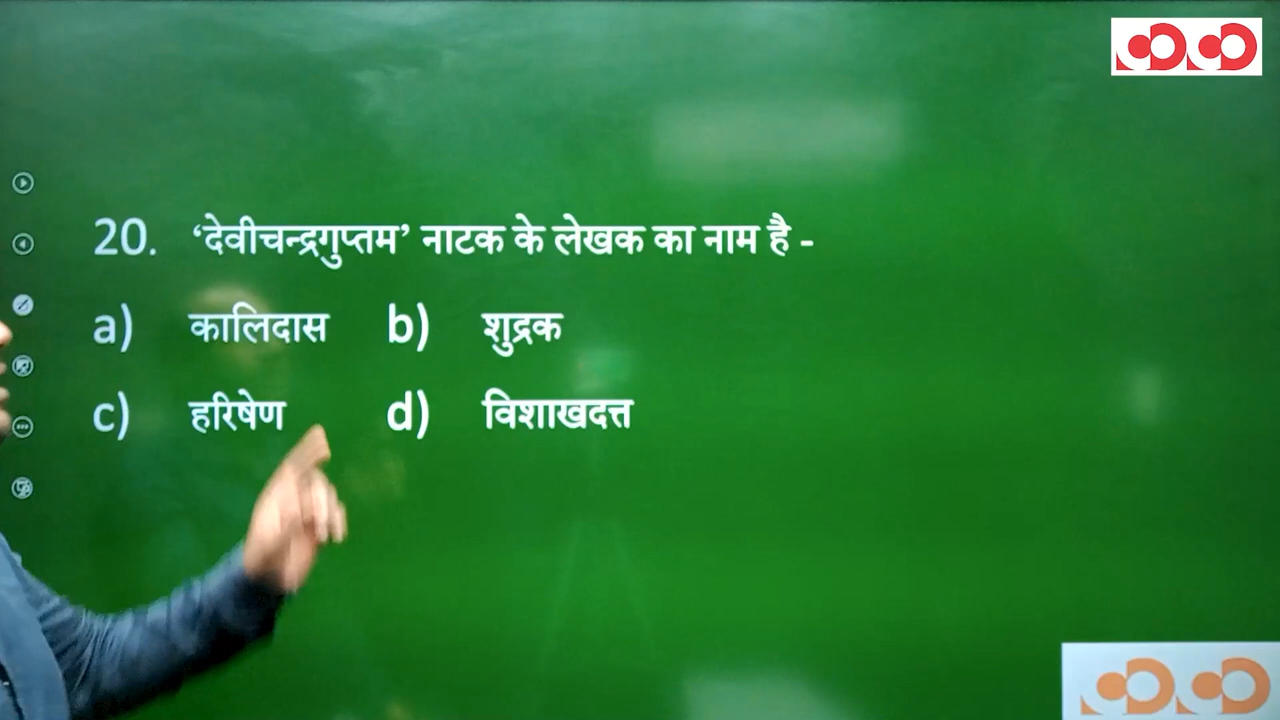 20. ‘देवीचन्द्रगुप्तम’ नाटक के लेखक का नाम है -
a) कालिदास b) शुद्रक
c) हरिषेण d) विशाखदत्त